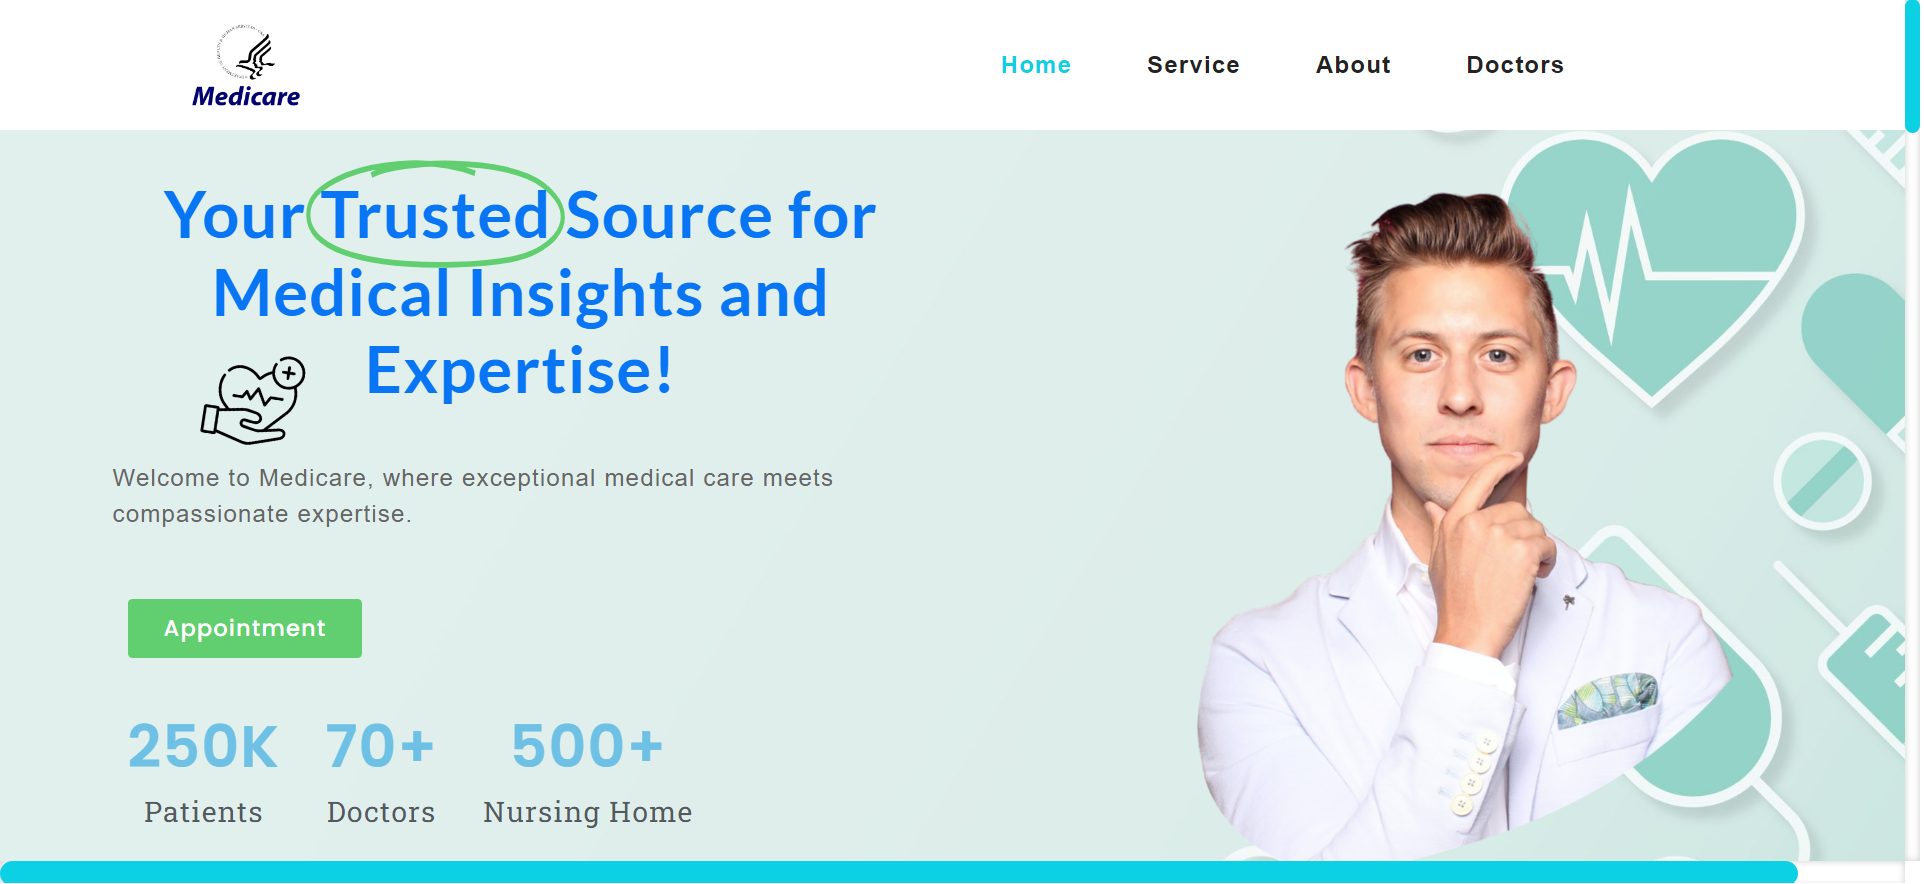 Medicare
Home Service About Doctors
Your Trusted Source for
Medical Insights and
Expertise!
Welcome to Medicare, where exceptional medical care meets
compassionate expertise.
Appointment
250K 70+ 500+
Patients Doctors Nursing Home